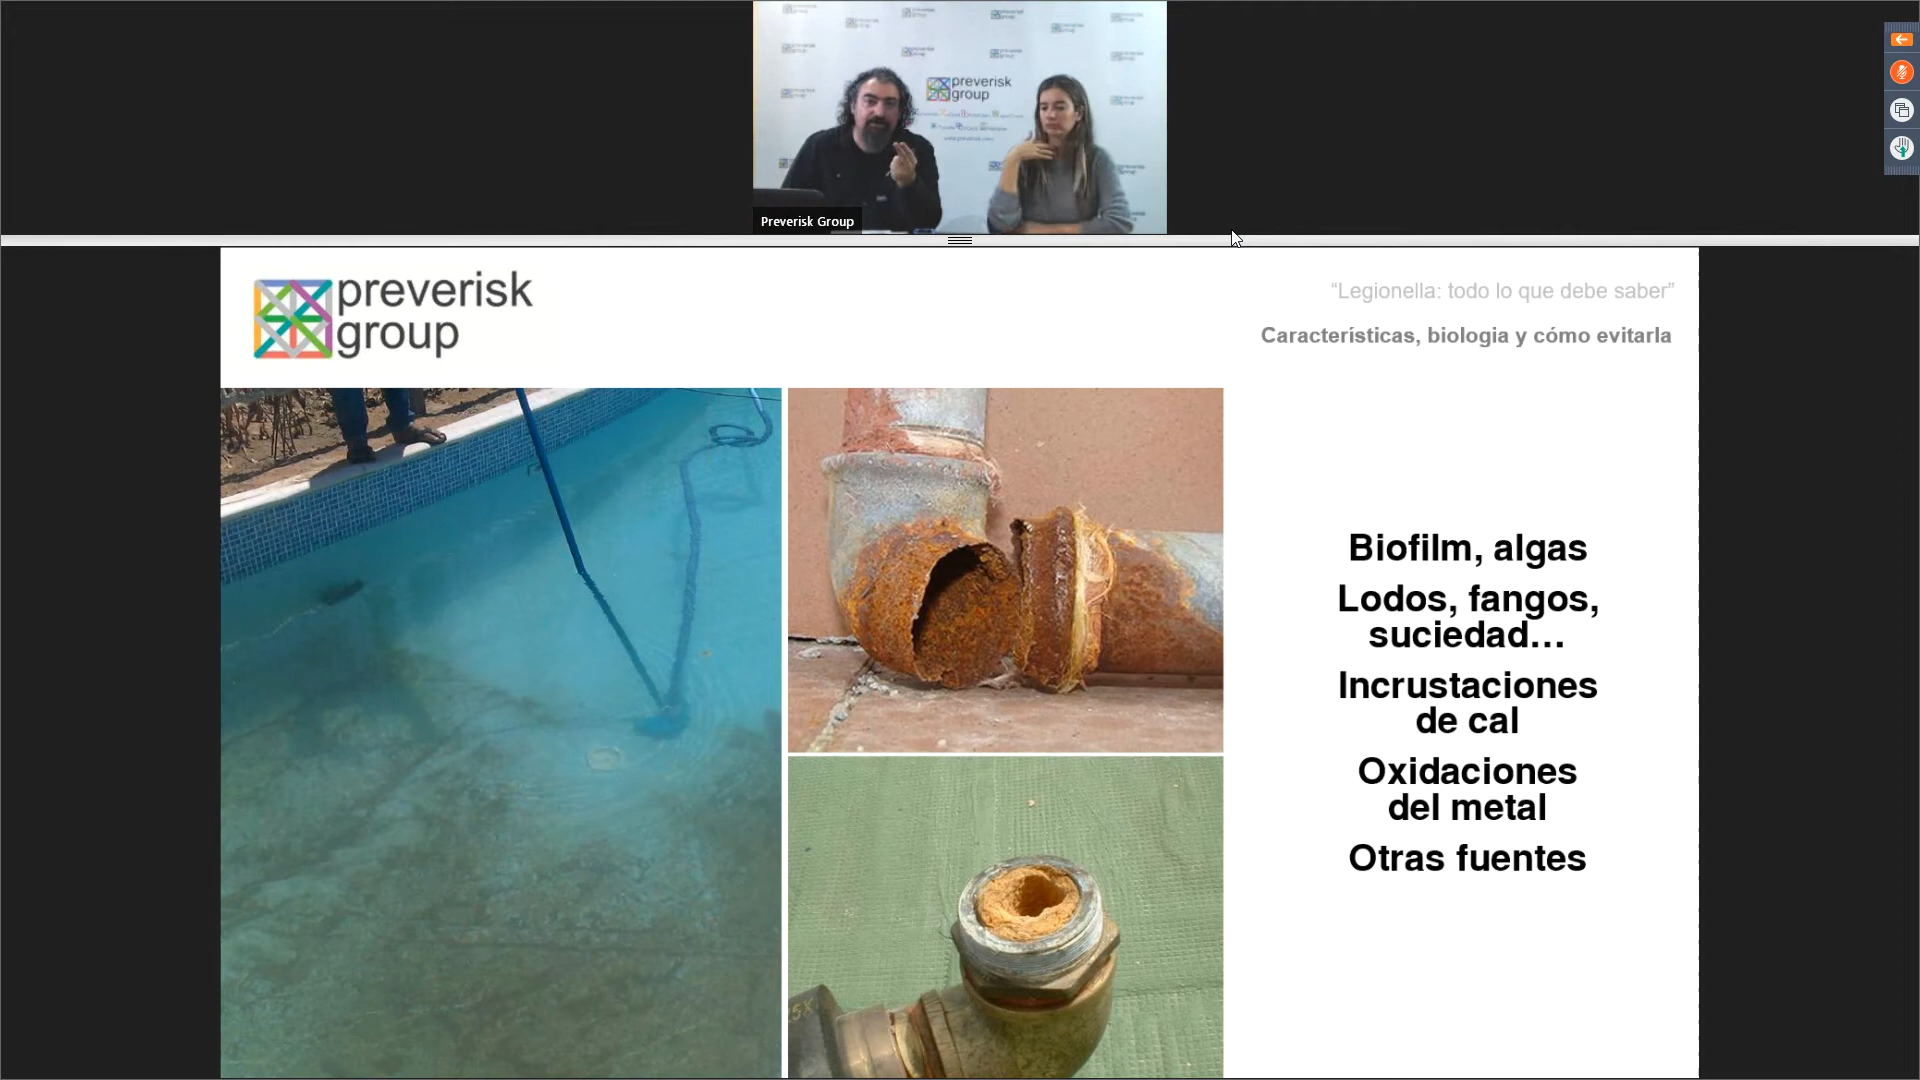 preverisk
group
Preverisk Group
preverisk
group
“Legionella: todo lo que debe saber”
Características, biologia y cómo evitarla
Biofilm, algas
Lodos, fangos,
suciedad...
Incrustaciones
de cal
Oxidaciones
del metal
Otras fuentes